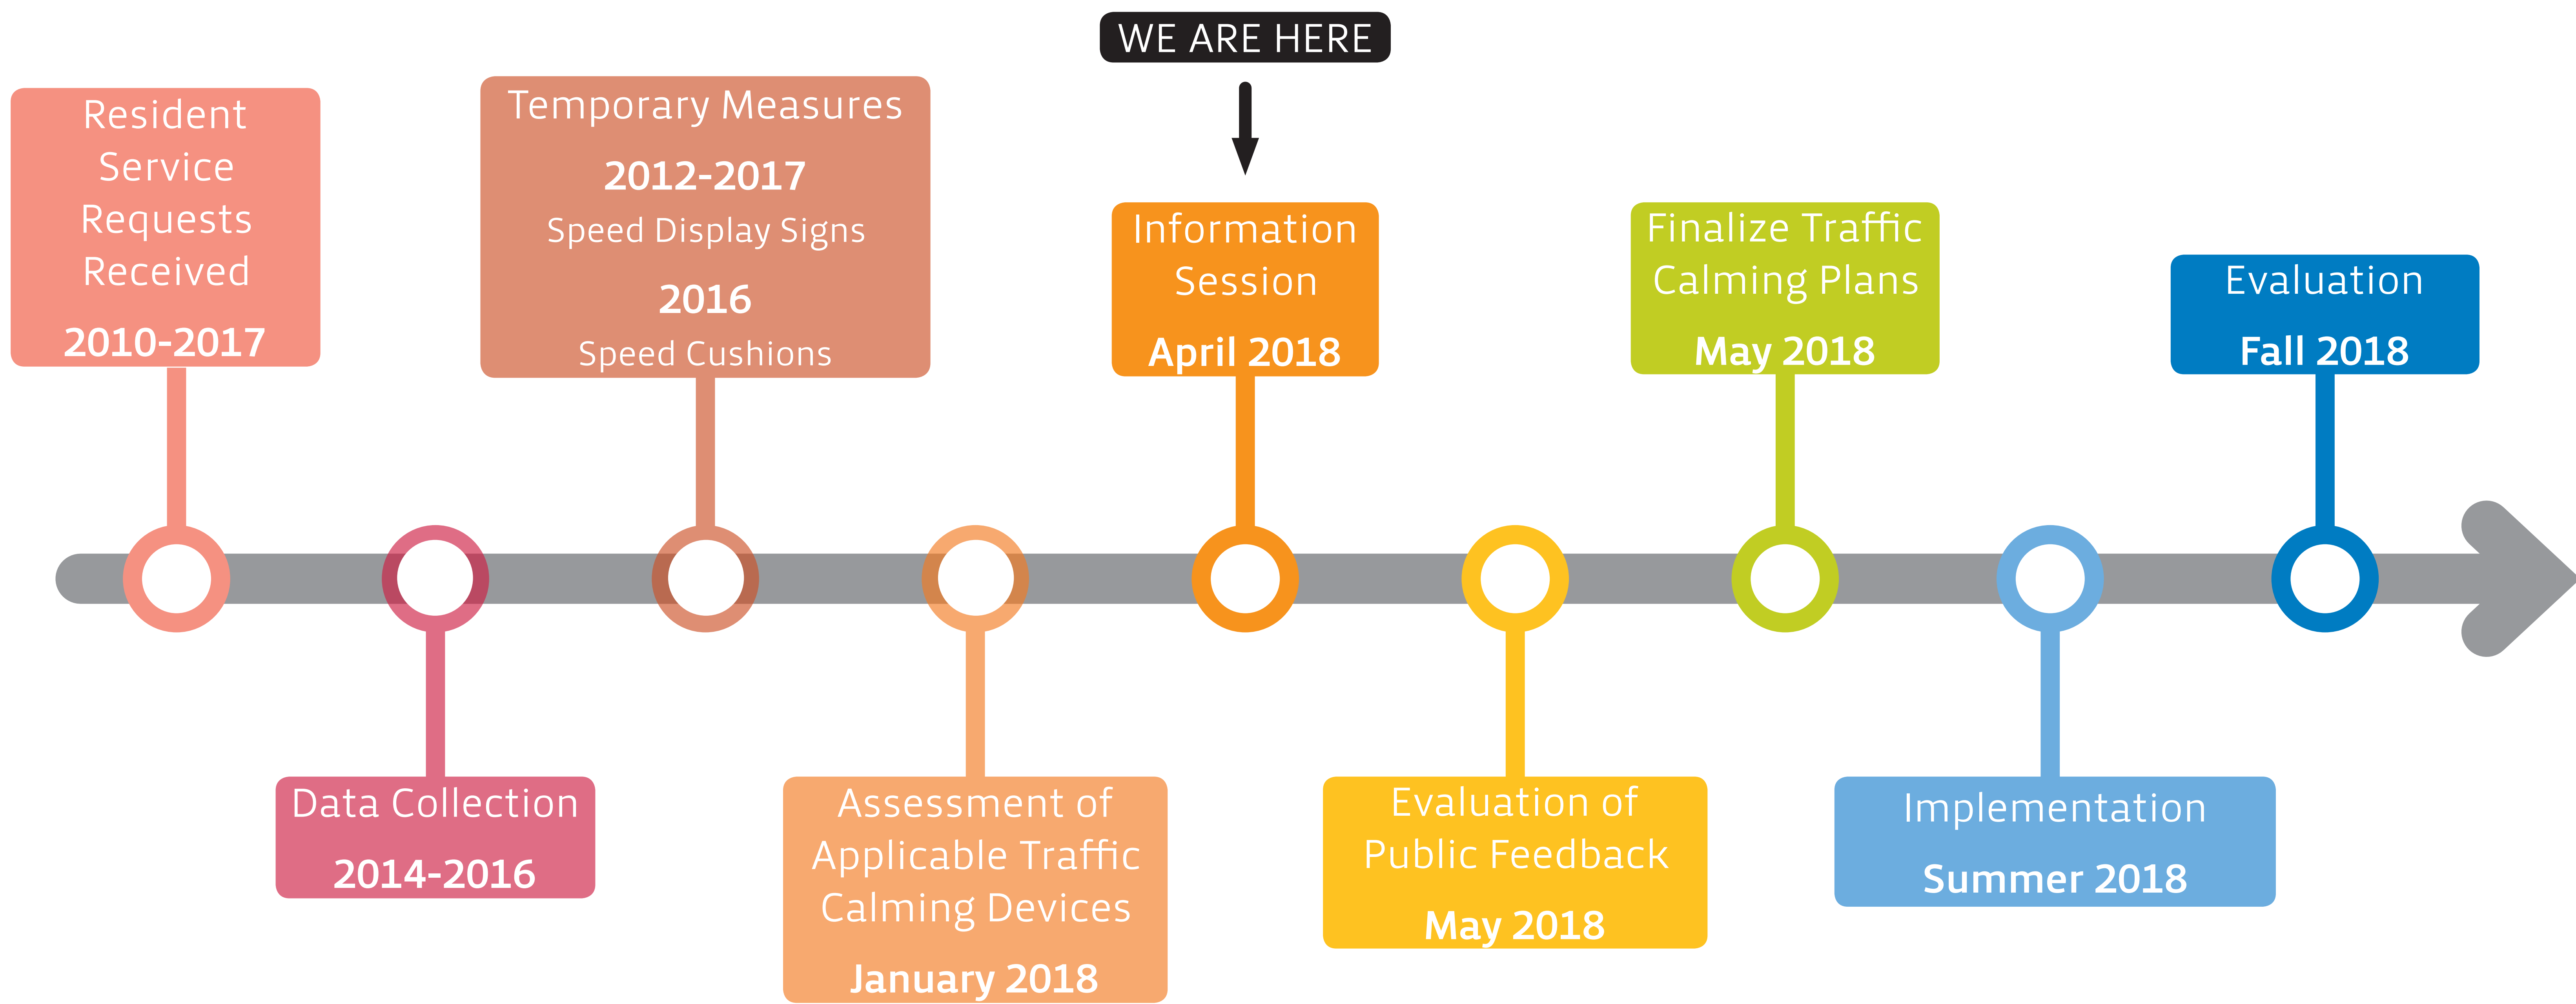 WE ARE HERE
Resident
Service
Requests
Received
2010-2017
Data Collection
2014-2016
Temporary Measures
2012-2017
Speed Display Signs
2016
Speed Cushions
Assessment of
Applicable Traffic
Calming Devices
January 2018
Information
Session
April 2018
Evaluation of
Public Feedback
May 2018
Finalize Traffic
Calming Plans
May 2018
Implementation
Summer 2018
Evaluation
Fall 2018